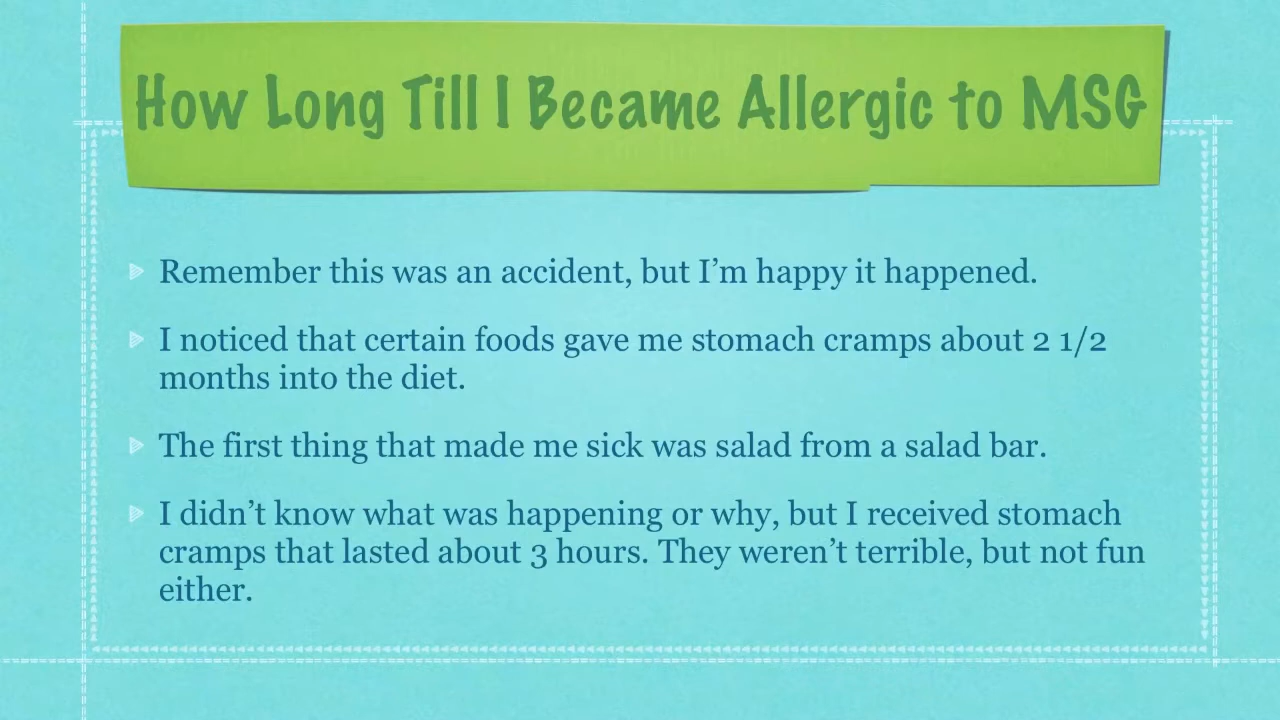 How Long Till I Became Allergic to MSG
Remember this was an accident, but I’m happy it happened.
I noticed that certain foods gave me stomach cramps about 2 1/2
months into the diet.
The first thing that made me sick was salad from a salad bar.
I didn’t know what was happening or why, but I received stomach
cramps that lasted about 3 hours. They weren’t terrible, but not fun
either.